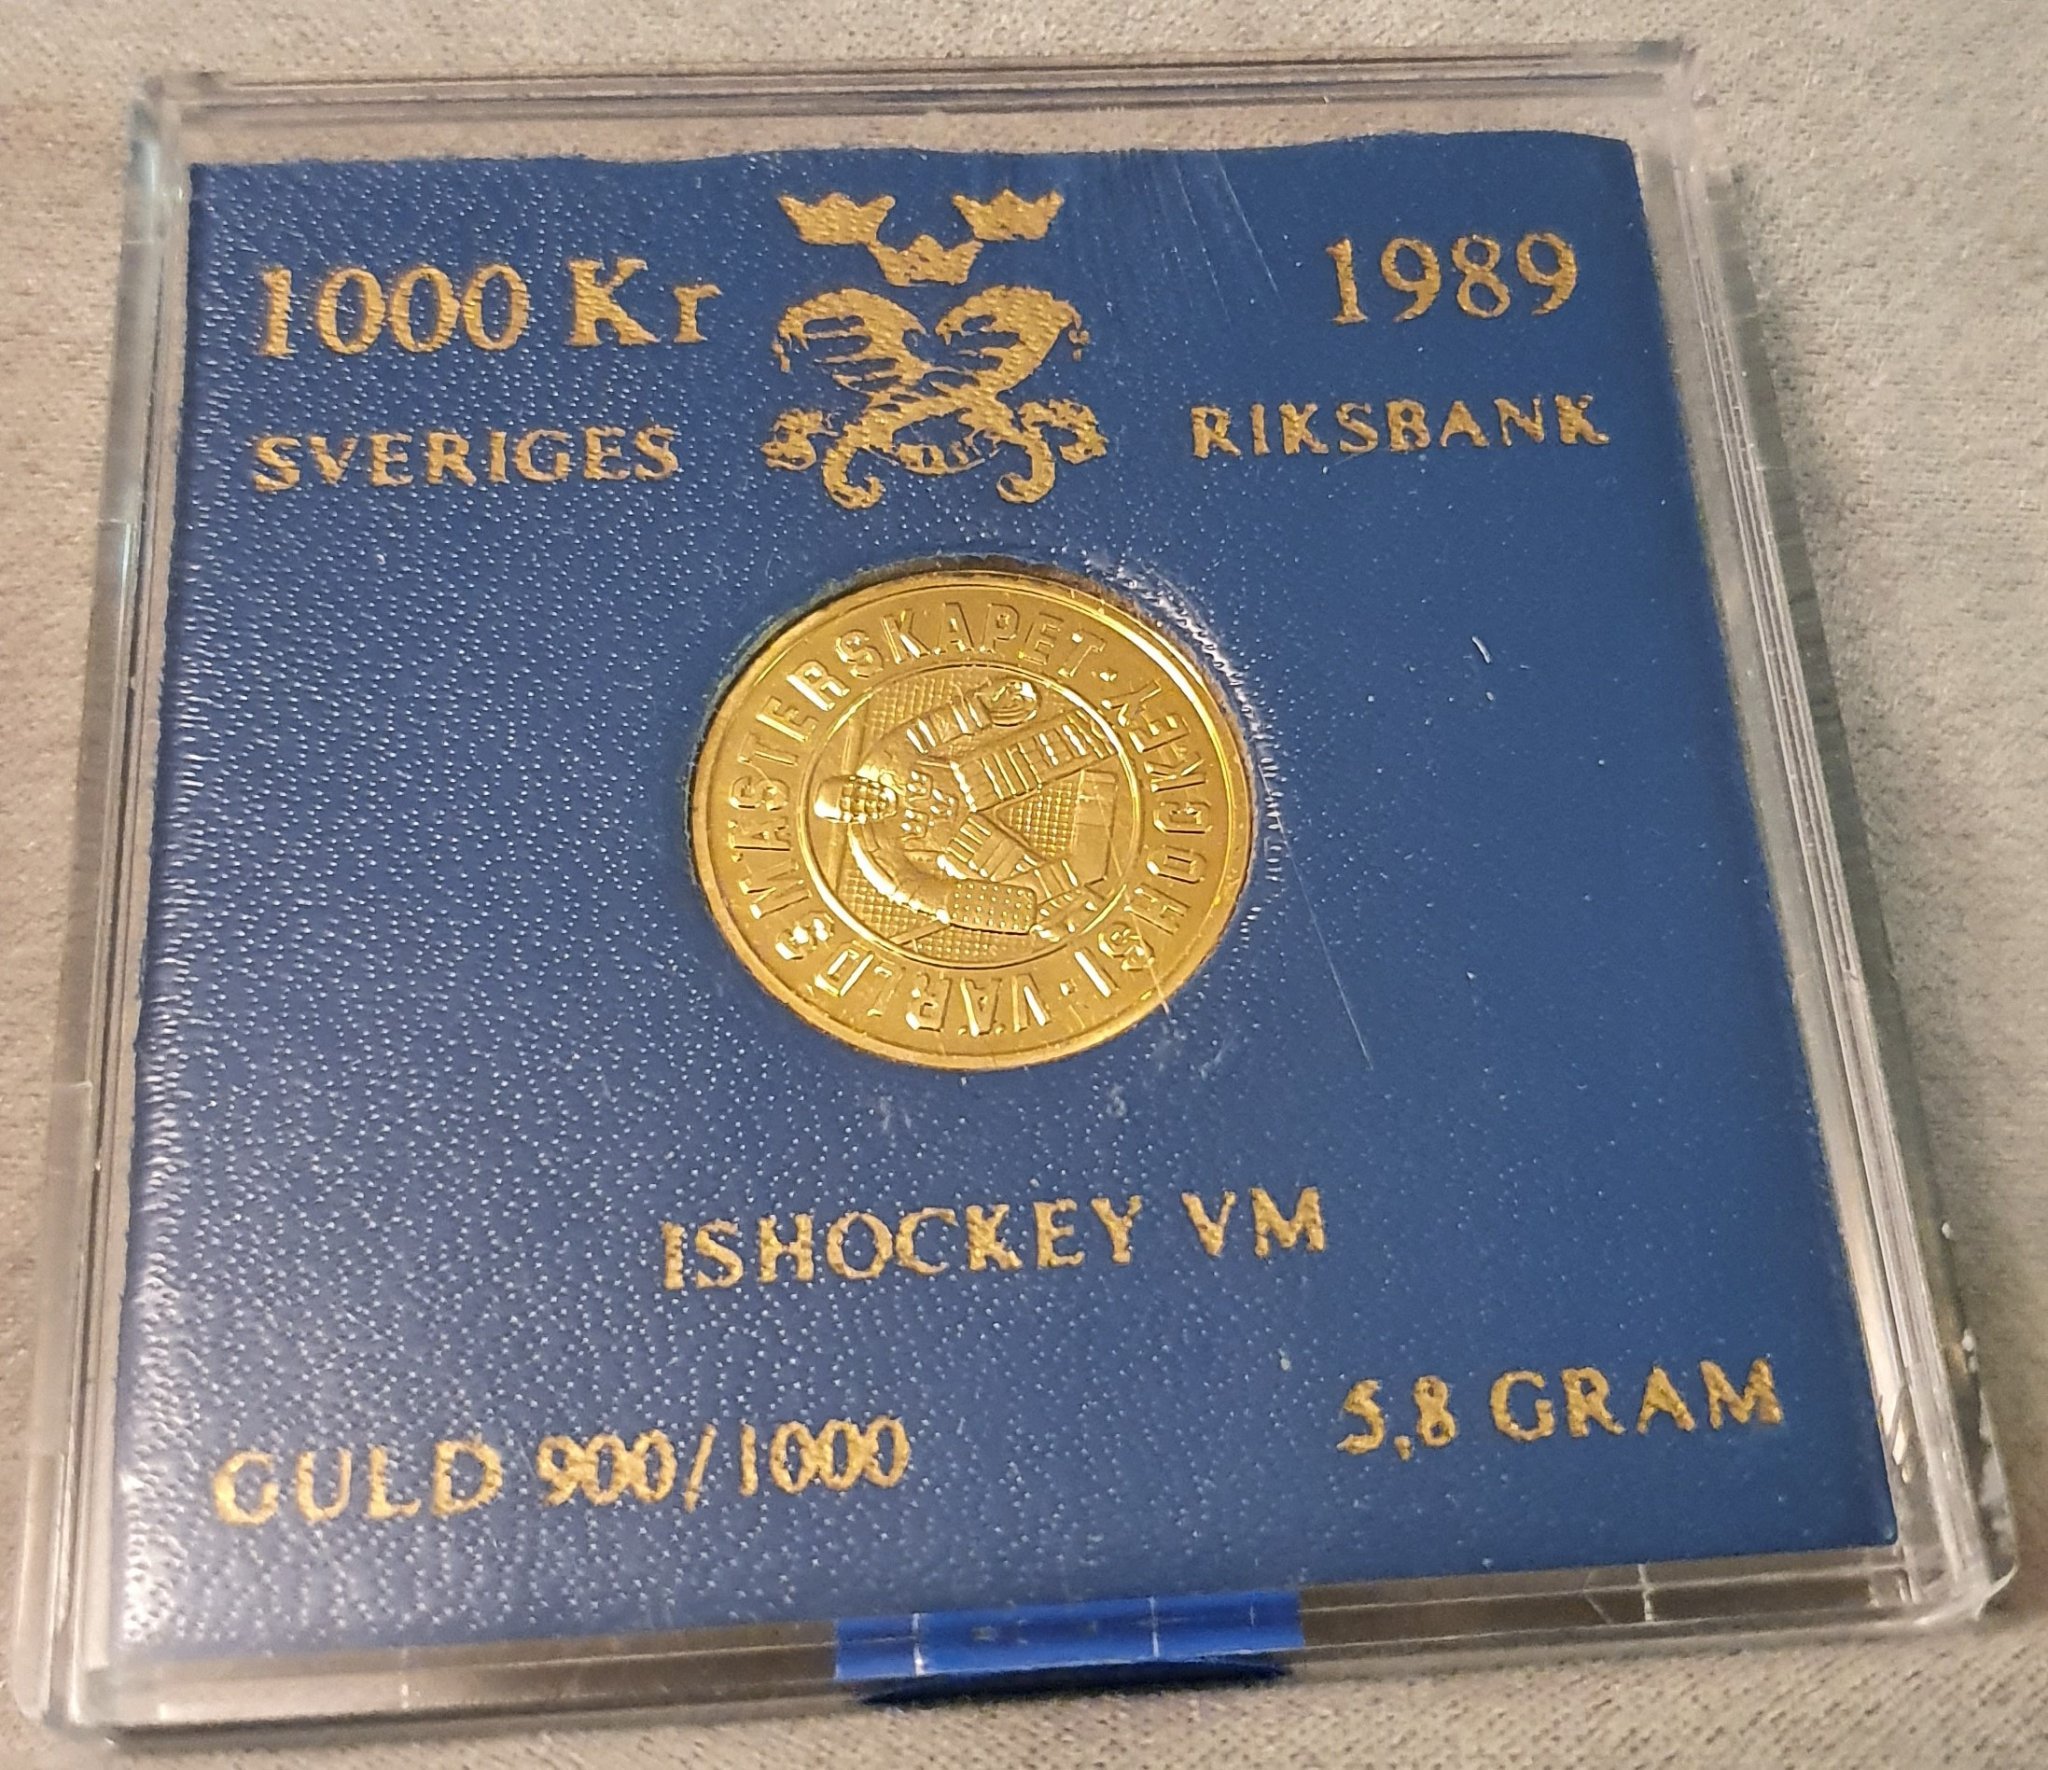 1000 Kr 1989
SVERIGES RIKSBANK
VÄRLDSMÄSTERSKAPET · ISHOCKEY ·
ISHOCKEY VM
GULD 900/1000 5,8 GRAM